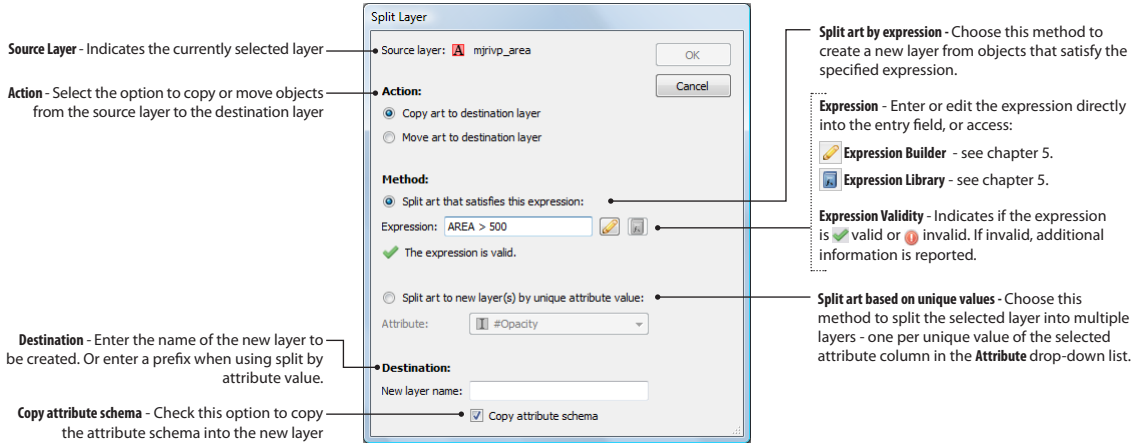 Split Layer
Source Layer - Indicates the currently selected layer
Action - Select the option to copy or move objects
from the source layer to the destination layer
Destination - Enter the name of the new layer to
be created. Or enter a prefix when using split by
attribute value.
Copy attribute schema - Check this option to copy
the attribute schema into the new layer
Source layer: A mjrivp_area
OK
Cancel
Action:
Copy art to destination layer
Move art to destination layer
Method:
Split art that satisfies this expression:
Expression: AREA > 500
The expression is valid.
Split art to new layer(s) by unique attribute value:
Attribute: #Opacity
Destination:
New layer name:
Copy attribute schema
Split art by expression - Choose this method to
create a new layer from objects that satisfy the
specified expression.
Expression - Enter or edit the expression directly
into the entry field, or access:
Expression Builder - see chapter 5.
Expression Library - see chapter 5.
Expression Validity - Indicates if the expression
is valid or invalid. If invalid, additional
information is reported.
Split art based on unique values - Choose this
method to split the selected layer into multiple
layers - one per unique value of the selected
attribute column in the Attribute drop-down list.